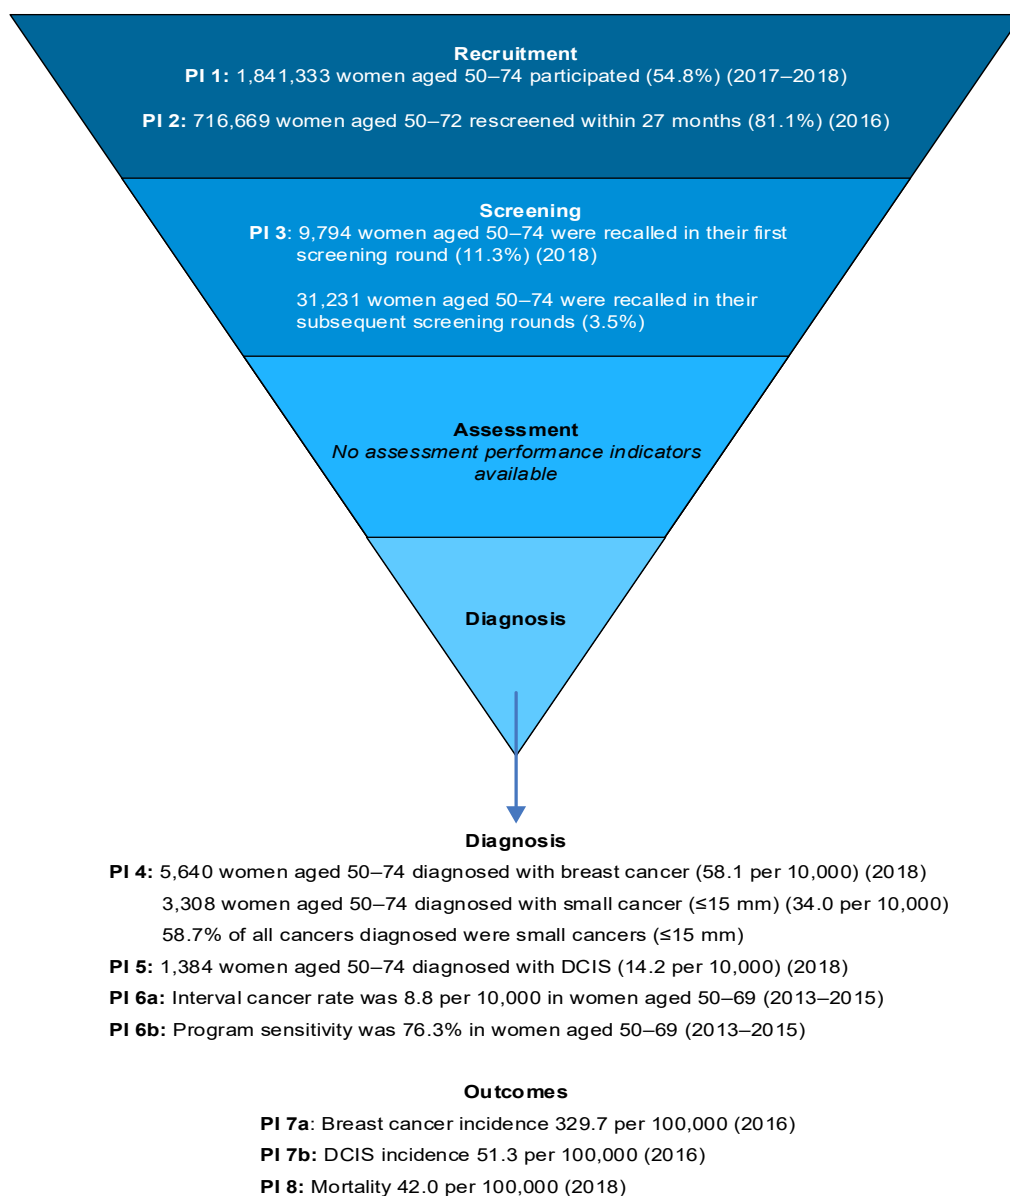 Recruitment
PI 1: 1,841,333 women aged 50–74 participated (54.8%) (2017–2018)
PI 2: 716,669 women aged 50–72 rescreened within 27 months (81.1%) (2016)
Screening
PI 3: 9,794 women aged 50–74 were recalled in their first
screening round (11.3%) (2018)
31,231 women aged 50–74 were recalled in their
subsequent screening rounds (3.5%)
Assessment
No assessment performance indicators
available
Diagnosis
Diagnosis
PI 4: 5,640 women aged 50–74 diagnosed with breast cancer (58.1 per 10,000) (2018)
3,308 women aged 50–74 diagnosed with small cancer (≤15 mm) (34.0 per 10,000)
58.7% of all cancers diagnosed were small cancers (≤15 mm)
PI 5: 1,384 women aged 50–74 diagnosed with DCIS (14.2 per 10,000) (2018)
PI 6a: Interval cancer rate was 8.8 per 10,000 in women aged 50–69 (2013–2015)
PI 6b: Program sensitivity was 76.3% in women aged 50–69 (2013–2015)
Outcomes
PI 7a: Breast cancer incidence 329.7 per 100,000 (2016)
PI 7b: DCIS incidence 51.3 per 100,000 (2016)
PI 8: Mortality 42.0 per 100,000 (2018)